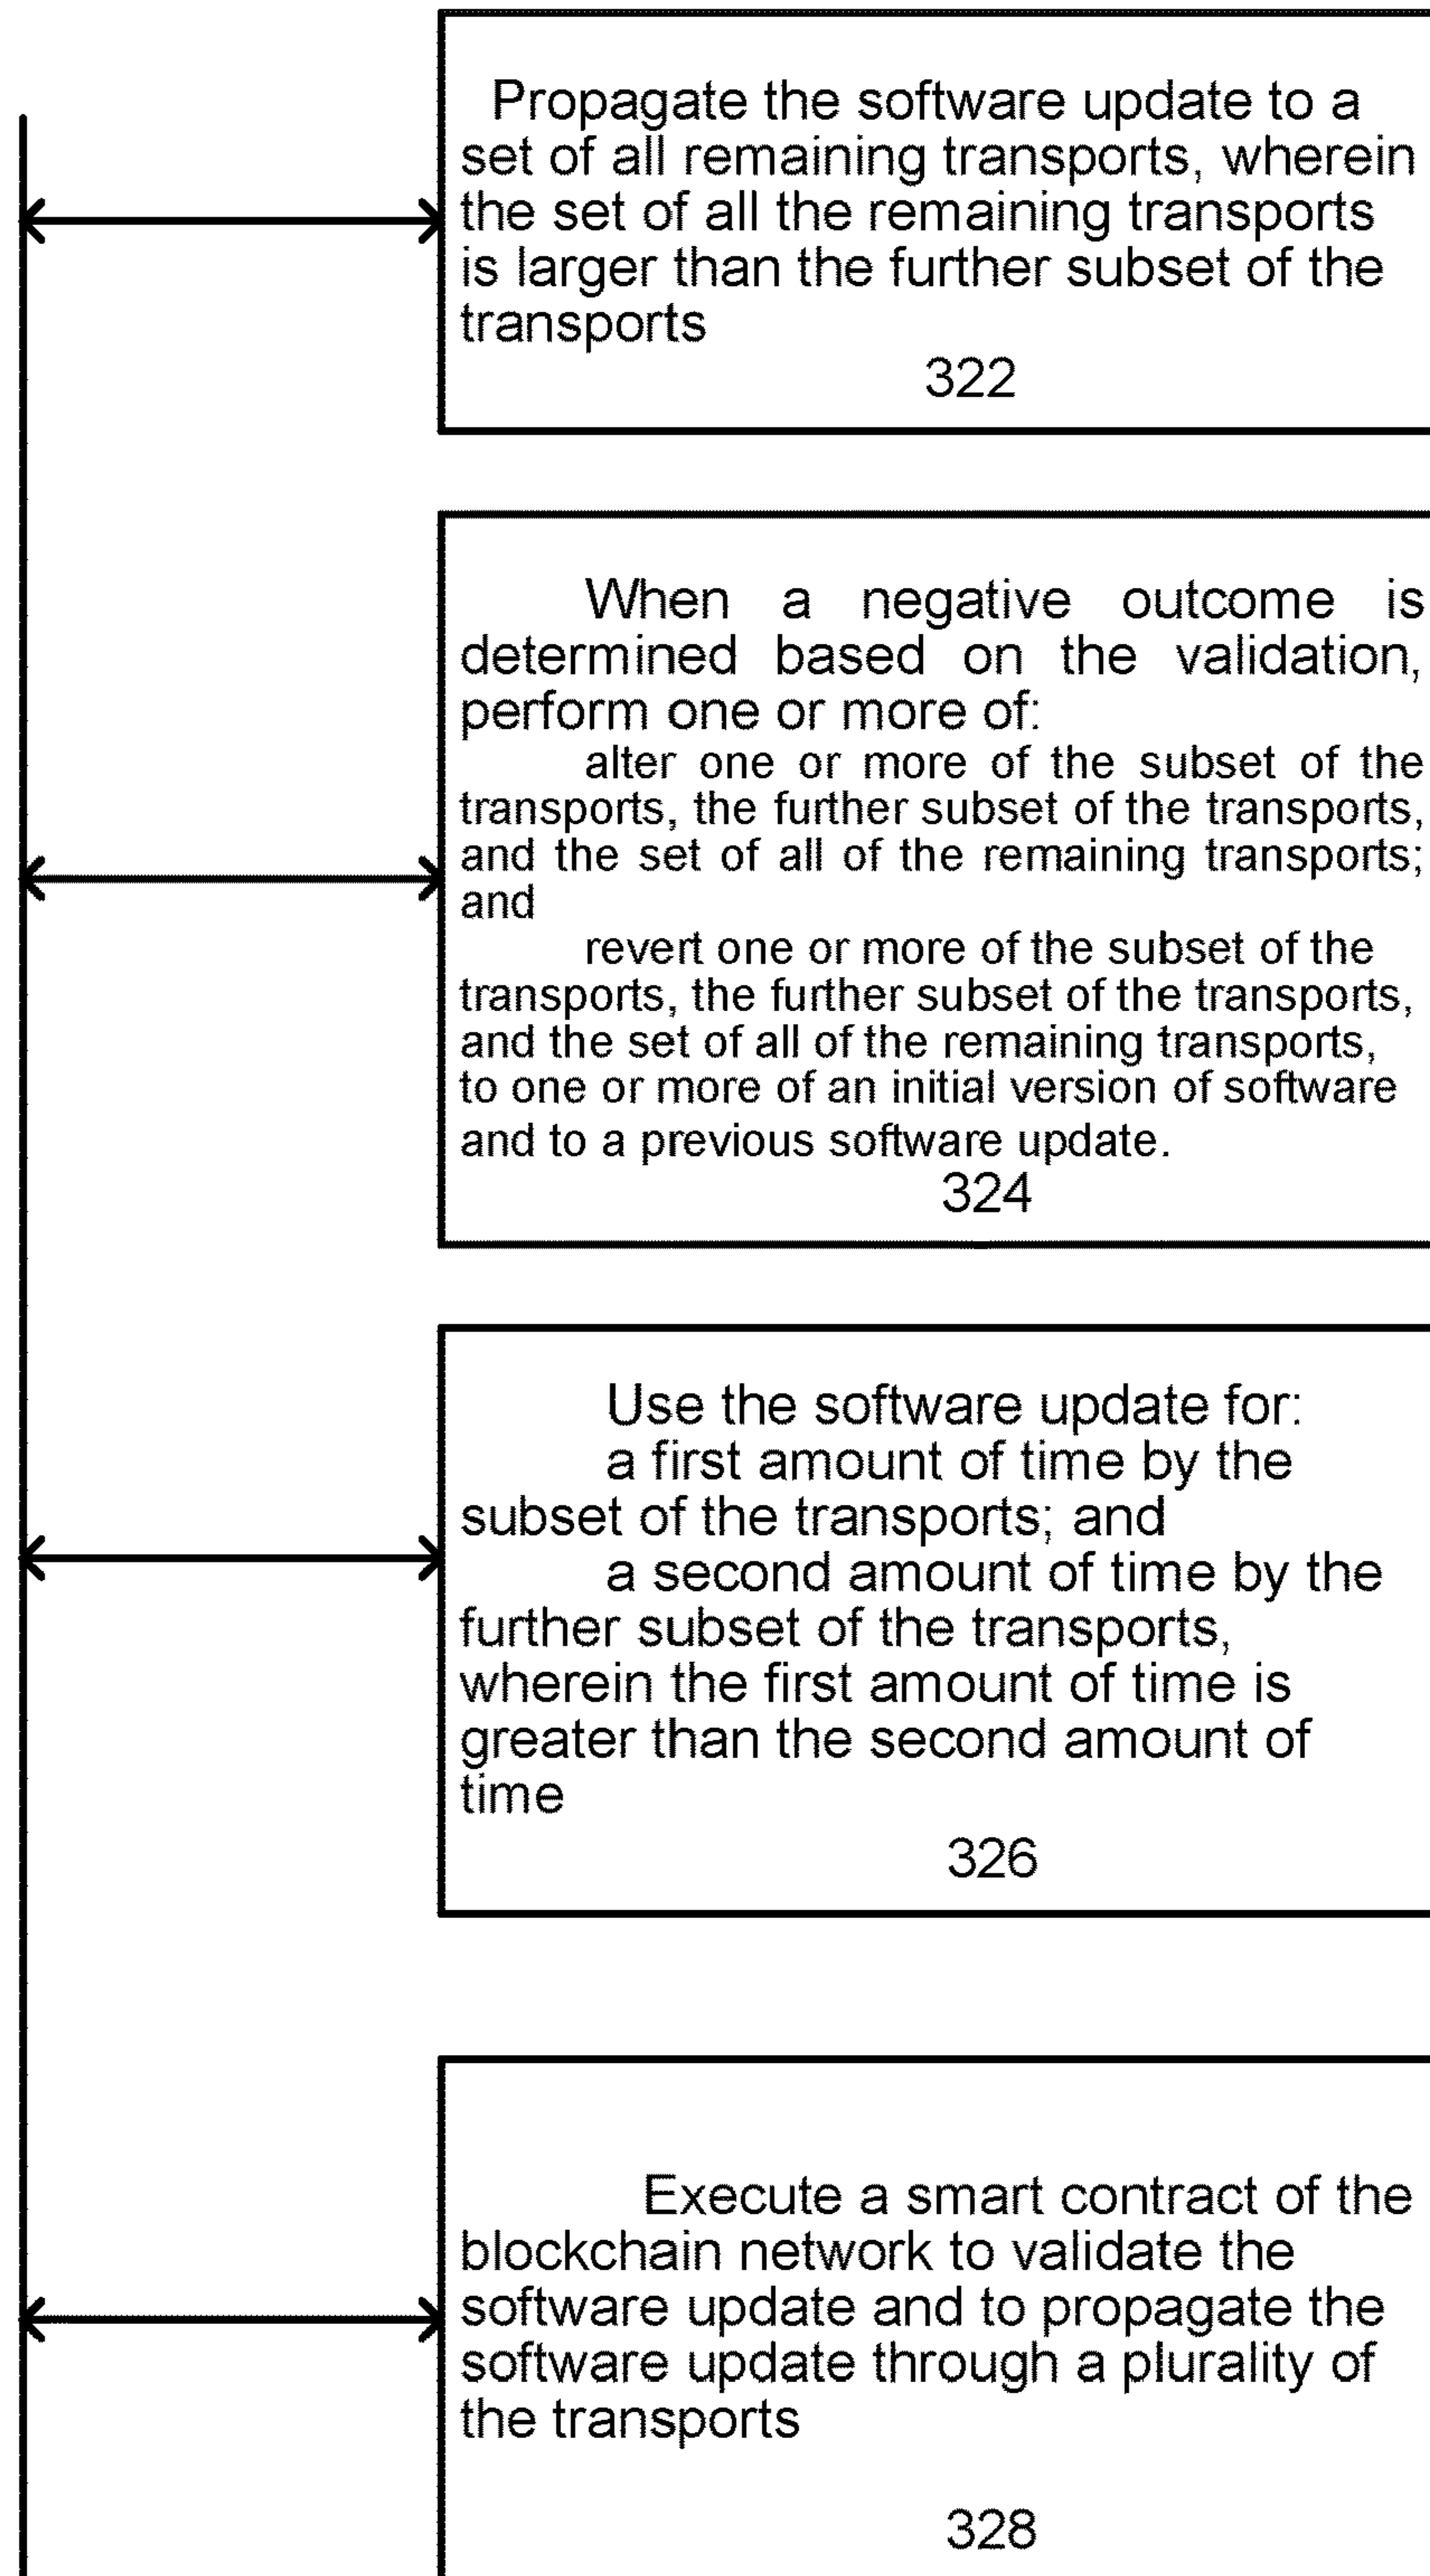 Propagate the software update to a
set of all remaining transports, wherein
the set of all the remaining transports
is larger than the further subset of the
transports
322
When a negative outcome is
determined based on the validation,
perform one or more of:
alter one or more of the subset of the
transports, the further subset of the transports,
and the set of all of the remaining transports;
and
revert one or more of the subset of the
transports, the further subset of the transports,
and the set of all of the remaining transports,
to one or more of an initial version of software
and to a previous software update.
324
Use the software update for:
a first amount of time by the
subset of the transports; and
a second amount of time by the
further subset of the transports,
wherein the first amount of time is
greater than the second amount of
time
326
Execute a smart contract of the
blockchain network to validate the
software update and to propagate the
software update through a plurality of
the transports
328